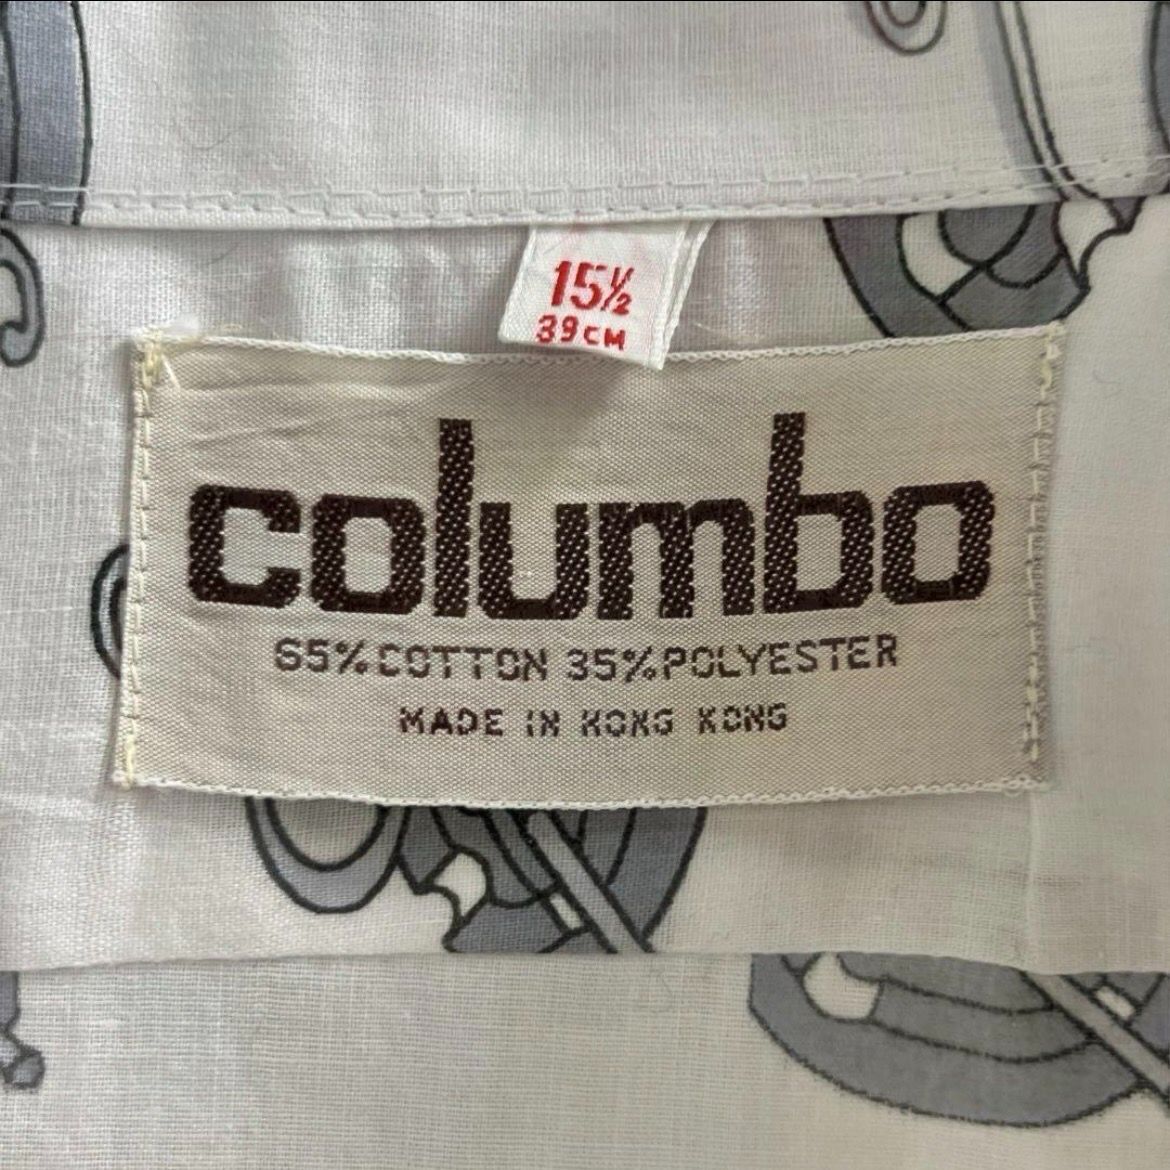 15½
39CM
columbo
65% COTTON 35% POLYESTER
MADE IN HONG KONG